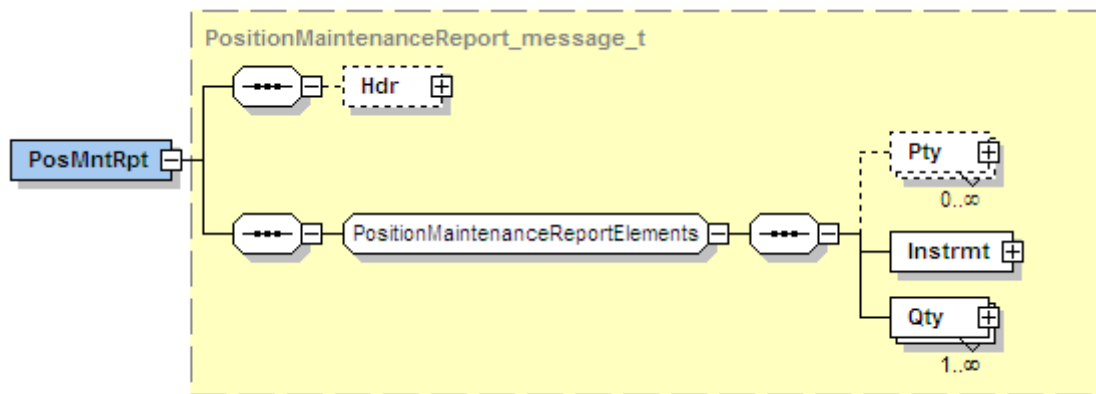 PositionMaintenanceReport_message_t
Hdr
PosMntRpt
Pty
0..∞
PositionMaintenanceReportElements
Instrmt
Qty
1..∞